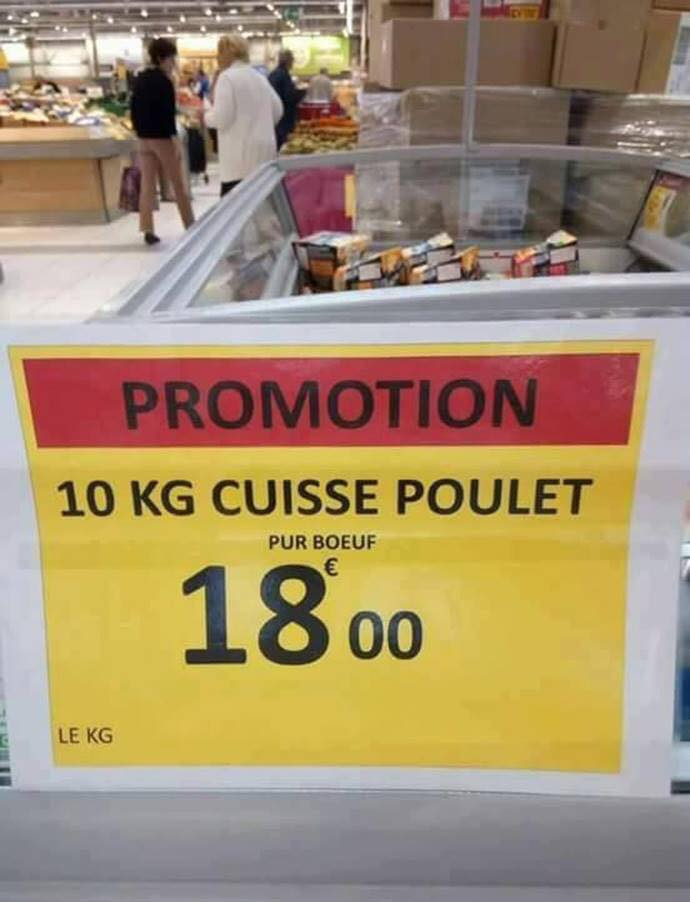 PROMOTION
10 KG CUISSE POULET
PUR BOEUF
18€00
LE KG